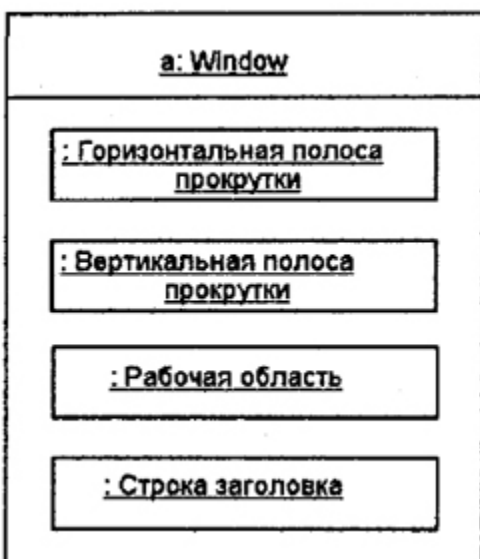 a: Window
: Горизонтальная полоса
прокрутки
: Вертикальная полоса
прокрутки
: Рабочая область
: Строка заголовка